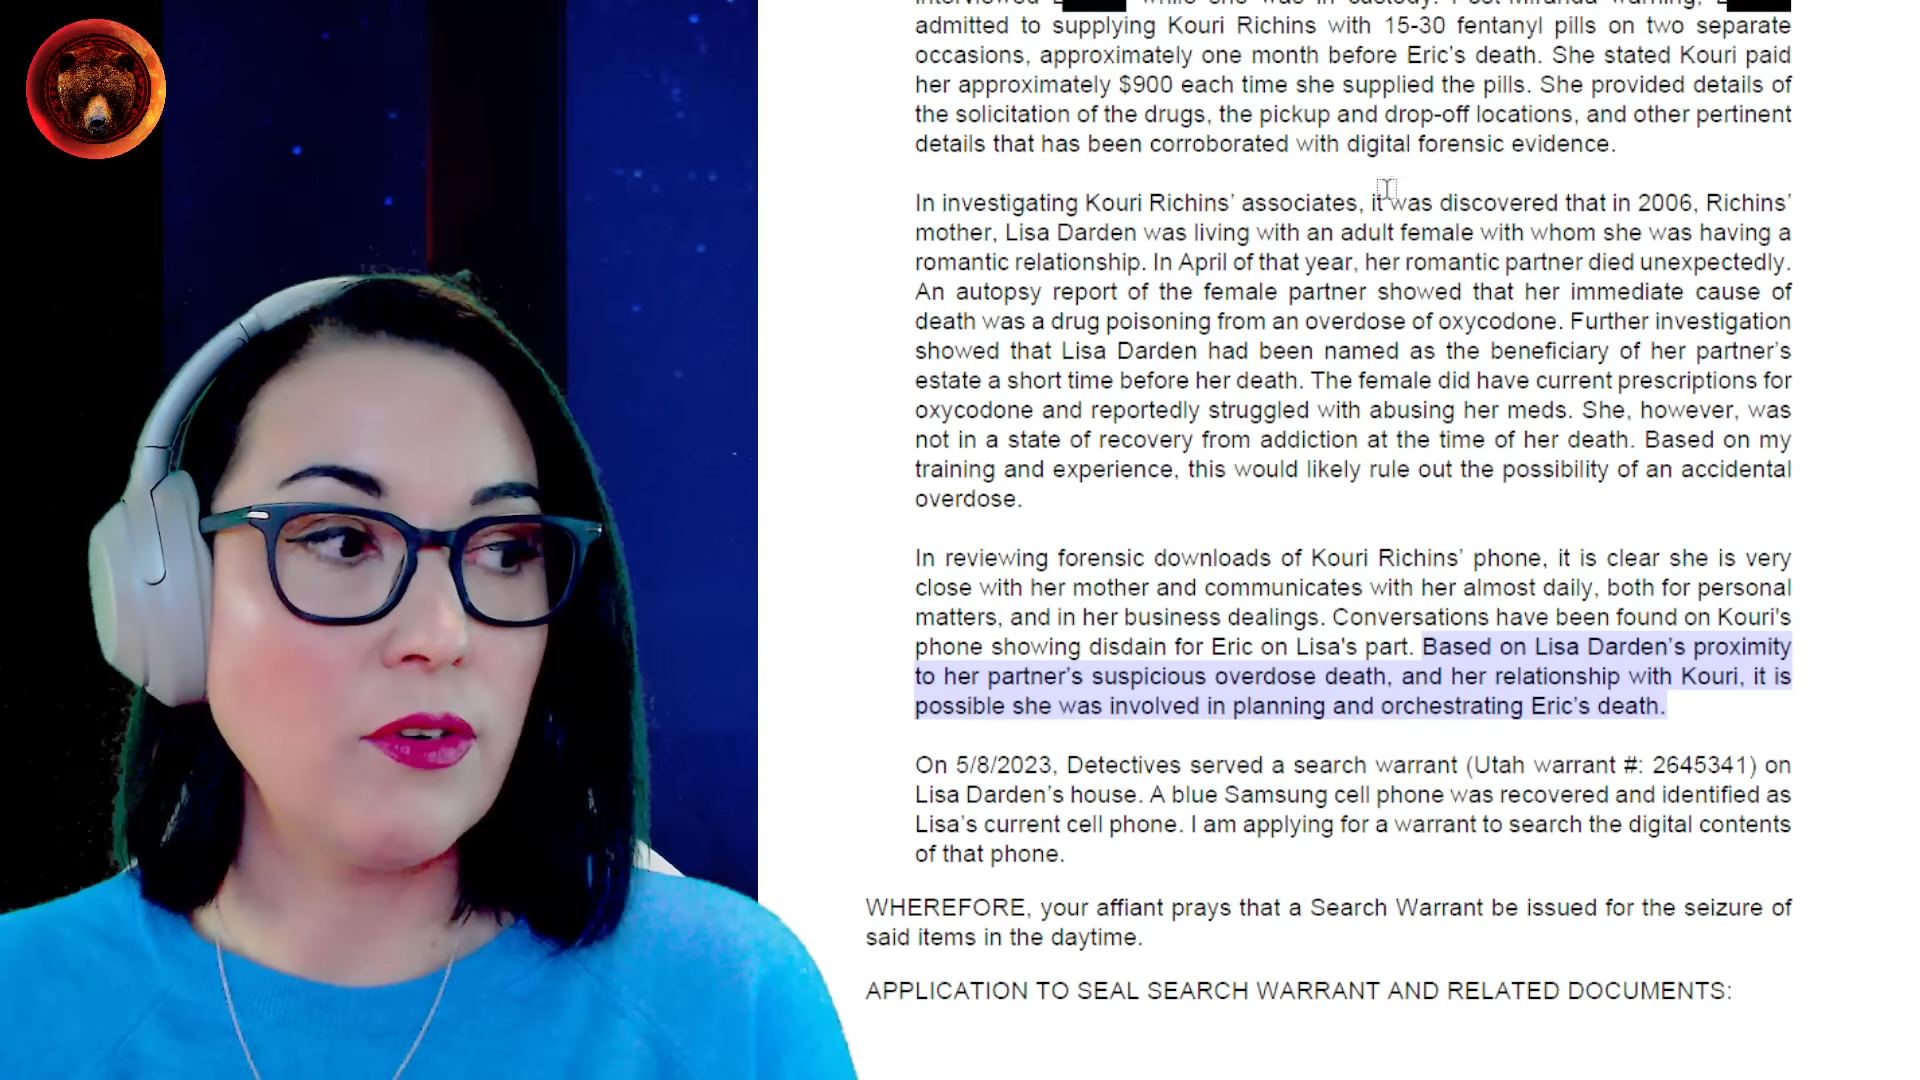 admitted to supplying Kouri Richins with 15-30 fentanyl pills on two separate
occasions, approximately one month before Eric's death. She stated Kouri paid
her approximately $900 each time she supplied the pills. She provided details of
the solicitation of the drugs, the pickup and drop-off locations, and other pertinent
details that has been corroborated with digital forensic evidence.
In investigating Kouri Richins' associates, it was discovered that in 2006, Richins'
mother, Lisa Darden was living with an adult female with whom she was having a
romantic relationship. In April of that year, her romantic partner died unexpectedly.
An autopsy report of the female partner showed that her immediate cause of
death was a drug poisoning from an overdose of oxycodone. Further investigation
showed that Lisa Darden had been named as the beneficiary of her partner's
estate a short time before her death. The female did have current prescriptions for
oxycodone and reportedly struggled with abusing her meds. She, however, was
not in a state of recovery from addiction at the time of her death. Based on my
training and experience, this would likely rule out the possibility of an accidental
overdose.
In reviewing forensic downloads of Kouri Richins' phone, it is clear she is very
close with her mother and communicates with her almost daily, both for personal
matters, and in her business dealings. Conversations have been found on Kouri's
phone showing disdain for Eric on Lisa's part. Based on Lisa Darden's proximity
to her partner's suspicious overdose death, and her relationship with Kouri, it is
possible she was involved in planning and orchestrating Eric's death.
On 5/8/2023, Detectives served a search warrant (Utah warrant #: 2645341) on
Lisa Darden's house. A blue Samsung cell phone was recovered and identified as
Lisa's current cell phone. I am applying for a warrant to search the digital contents
of that phone.
WHEREFORE, your affiant prays that a Search Warrant be issued for the seizure of
said items in the daytime.
APPLICATION TO SEAL SEARCH WARRANT AND RELATED DOCUMENTS: